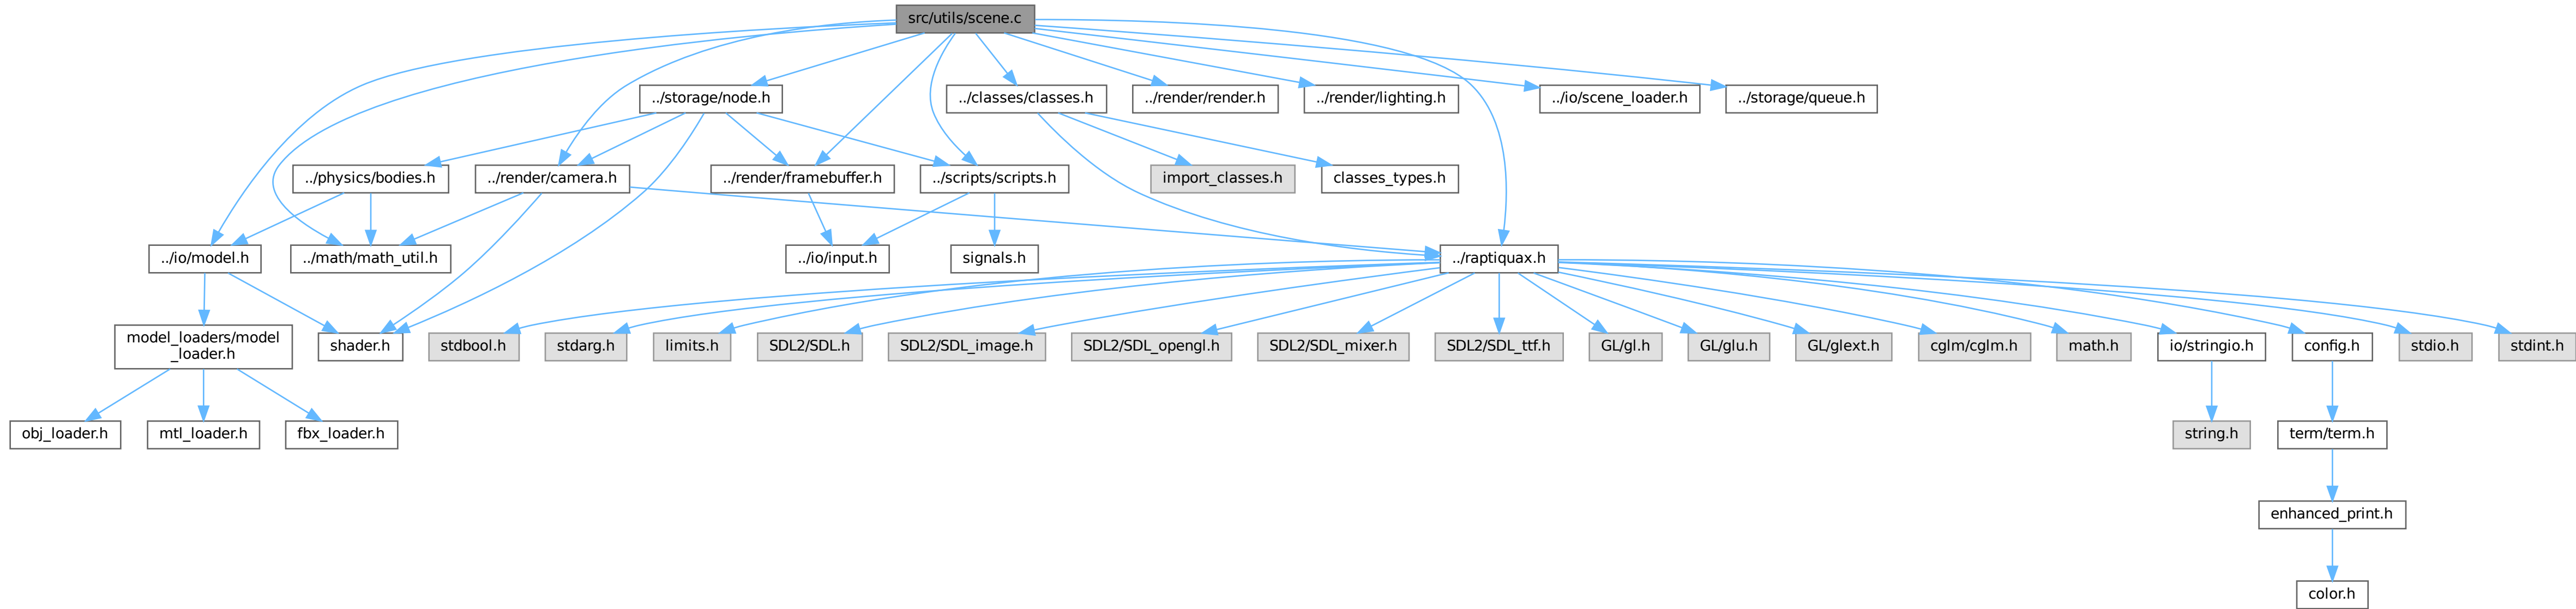 src/utils/scene.c
../storage/node.h
../classes/classes.h
../render/render.h
../render/lighting.h
../io/scene_loader.h
../storage/queue.h
../physics/bodies.h
../render/camera.h
../render/framebuffer.h
../scripts/scripts.h
import_classes.h
classes_types.h
../io/model.h
../math/math_util.h
../io/input.h
signals.h
../raptiquax.h
model_loaders/model
_loader.h
shader.h
stdbool.h
stdarg.h
limits.h
SDL2/SDL.h
SDL2/SDL_image.h
SDL2/SDL_opengl.h
SDL2/SDL_mixer.h
SDL2/SDL_ttf.h
GL/gl.h
GL/glu.h
GL/glext.h
cglm/cglm.h
math.h
io/stringio.h
config.h
stdio.h
stdint.h
obj_loader.h
mtl_loader.h
fbx_loader.h
string.h
term/term.h
enhanced_print.h
color.h